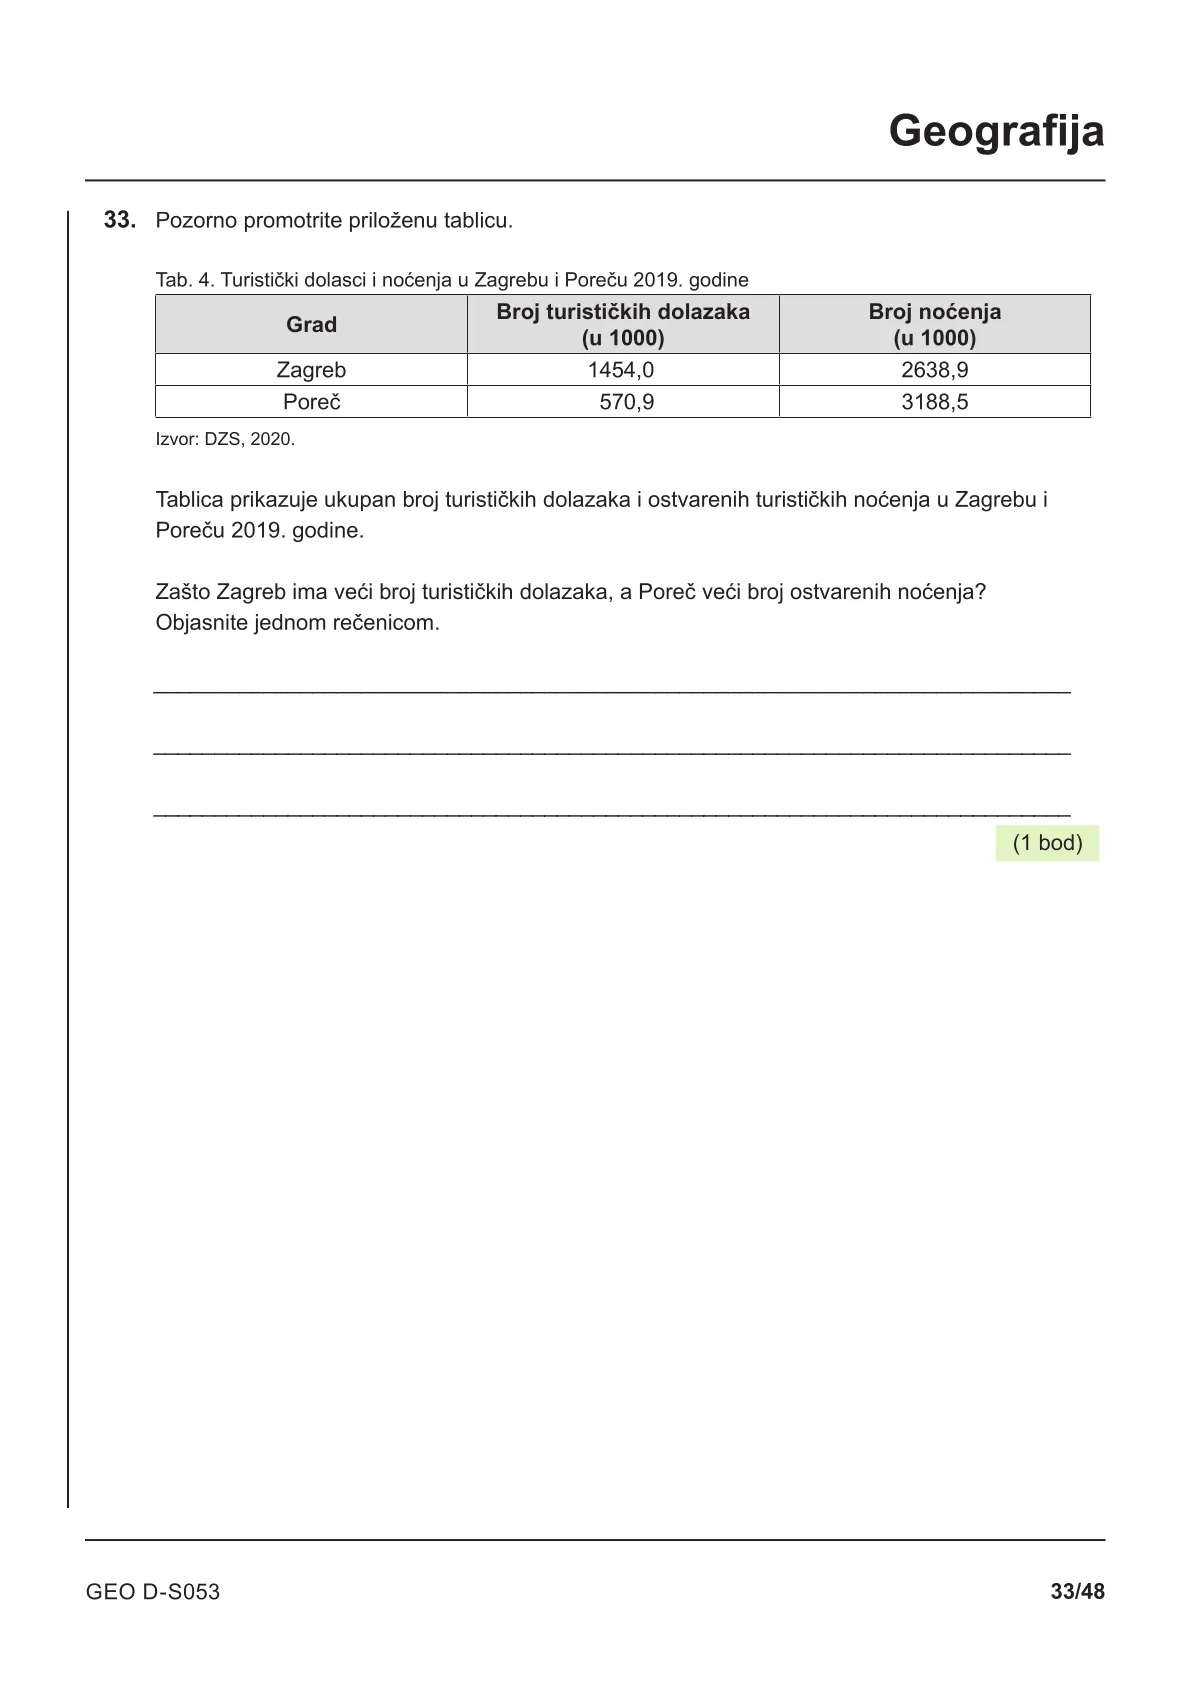 Geografija
33. Pozorno promotrite priloženu tablicu.
Tab. 4. Turistički dolasci i noćenja u Zagrebu i Poreču 2019. godine
Grad Broj turističkih dolazaka (u 1000) Broj noćenja (u 1000)
Zagreb 1454,0 2638,9
Poreč 570,9 3188,5
Izvor: DZS, 2020.
Tablica prikazuje ukupan broj turističkih dolazaka i ostvarenih turističkih noćenja u Zagrebu i
Poreču 2019. godine.
Zašto Zagreb ima veći broj turističkih dolazaka, a Poreč veći broj ostvarenih noćenja?
Objasnite jednom rečenicom.
(1 bod)
GEO D-S053
33/48